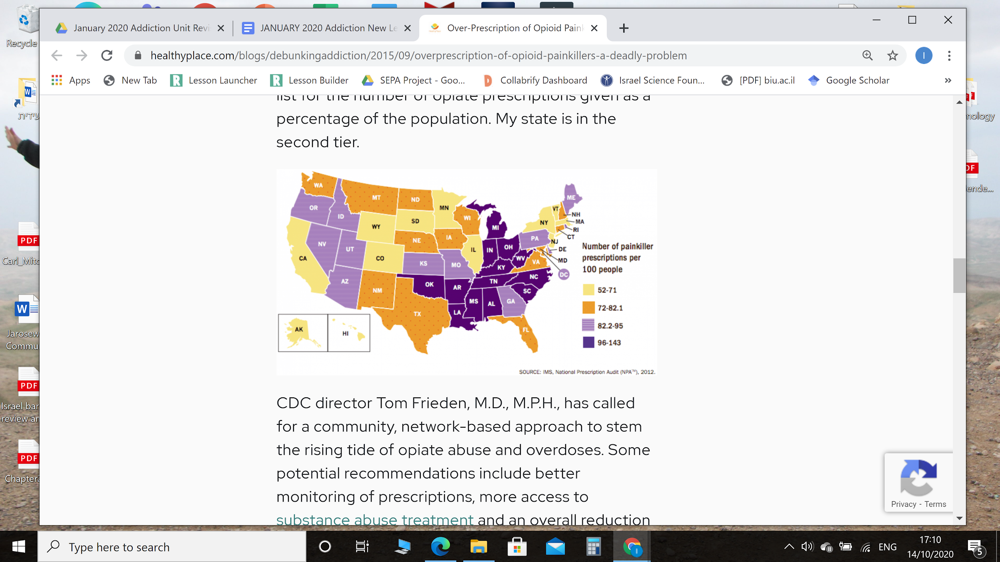 January 2020 Addiction Unit Revi
JANUARY 2020 Addiction New Le
Over-Prescription of Opioid Pain
healthyplace.com/blogs/debunkingaddiction/2015/09/overprescription-of-opioid-painkillers-a-deadly-problem
I
Apps
New Tab
Lesson Launcher
Lesson Builder
SEPA Project - Goo...
Collabrify Dashboard
Israel Science Foun...
[PDF] biu.ac.il
Google Scholar
»
list for the number of opiate prescriptions given as a
percentage of the population. My state is in the
second tier.
WA
MT
ND
MN
OR
ID
WY
SD
WI
MI
NY
VT
ME
NH
MA
RI
CT
NJ
PA
DE
MD
DC
NV
UT
CA
CO
NE
IA
IL
IN
OH
WV
VA
KY
KS
MO
AZ
NM
OK
AR
TN
NC
SC
MS
AL
GA
LA
TX
FL
AK
HI
Number of painkiller
prescriptions per
100 people
52-71
72-82.1
82.2-95
96-143
SOURCE: IMS, National Prescription Audit (NPA™), 2012.
CDC director Tom Frieden, M.D., M.P.H., has called
for a community, network-based approach to stem
the rising tide of opiate abuse and overdoses. Some
potential recommendations include better
monitoring of prescriptions, more access to
substance abuse treatment and an overall reduction
Privacy - Terms
Recycle
עידית
PDF
Carl_Mitc
W
Jarosew
Commu
PDF
Israel bar
review ar
PDF
Chapter2
nology
DF
ende...
Type here to search
ENG
17:10
14/10/2020
5